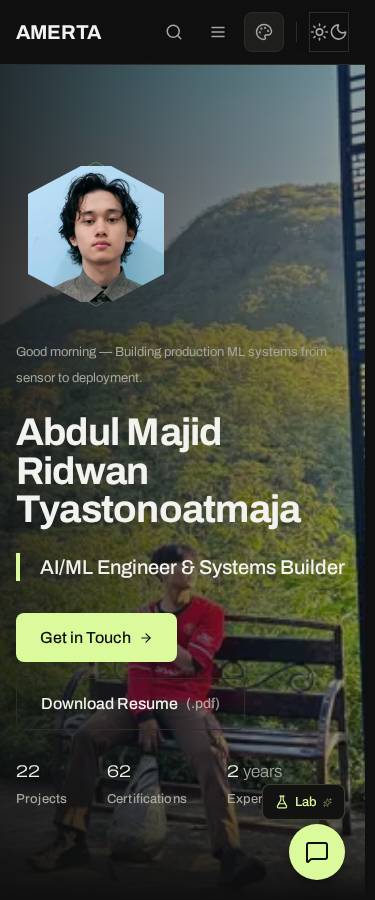 AMERTA
Good morning — Building production ML systems from
sensor to deployment.
Abdul Majid
Ridwan
Tyastonoatmaja
AI/ML Engineer & Systems Builder
Get in Touch →
Download Resume (.pdf)
22 62 2 years
Projects Certifications Exper
Lab